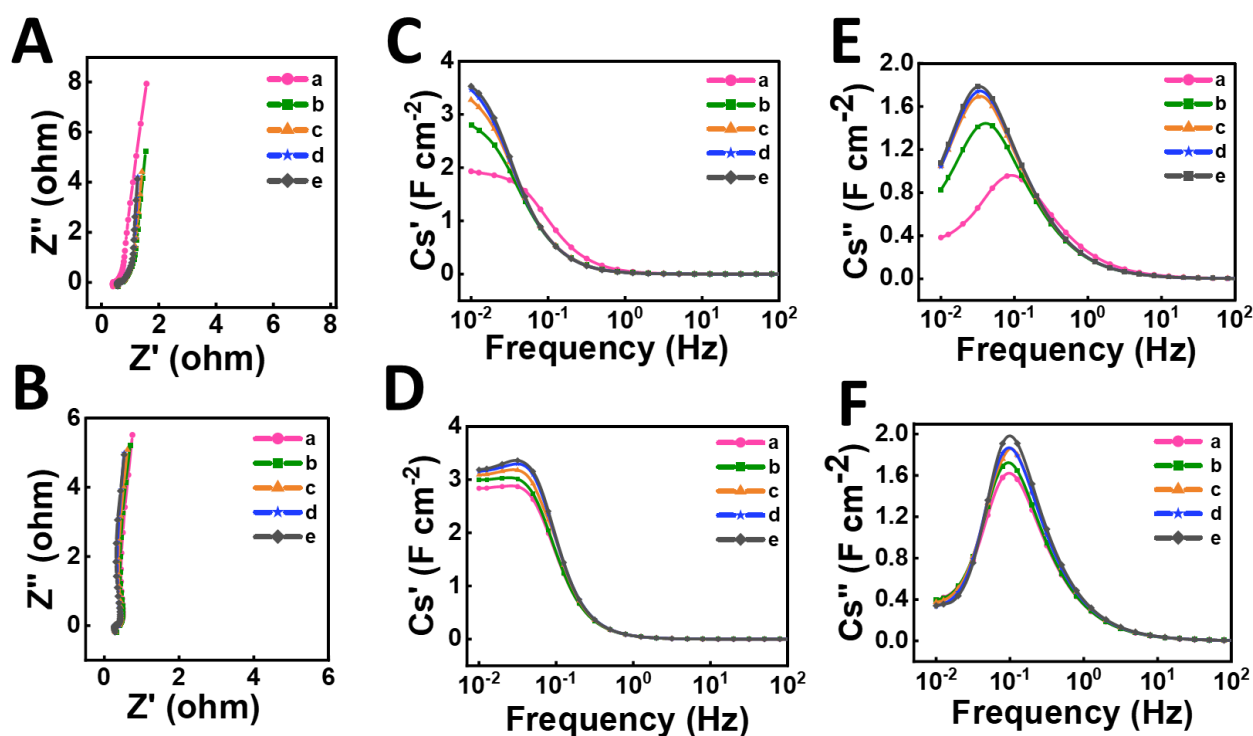 A
Z'' (ohm)
8
6
4
2
0
0 2 4 6 8
Z' (ohm)
a
b
c
d
e
C
Cs' (F cm-2)
4
3
2
1
0
10-2 10-1 100 101 102
Frequency (Hz)
a
b
c
d
e
E
Cs'' (F cm-2)
2.0
1.6
1.2
0.8
0.4
0.0
10-2 10-1 100 101 102
Frequency (Hz)
a
b
c
d
e
B
Z'' (ohm)
6
4
2
0
0 2 4 6
Z' (ohm)
a
b
c
d
e
D
Cs' (F cm-2)
4
3
2
1
0
10-2 10-1 100 101 102
Frequency (Hz)
a
b
c
d
e
F
Cs'' (F cm-2)
2.0
1.6
1.2
0.8
0.4
0.0
10-2 10-1 100 101 102
Frequency (Hz)
a
b
c
d
e